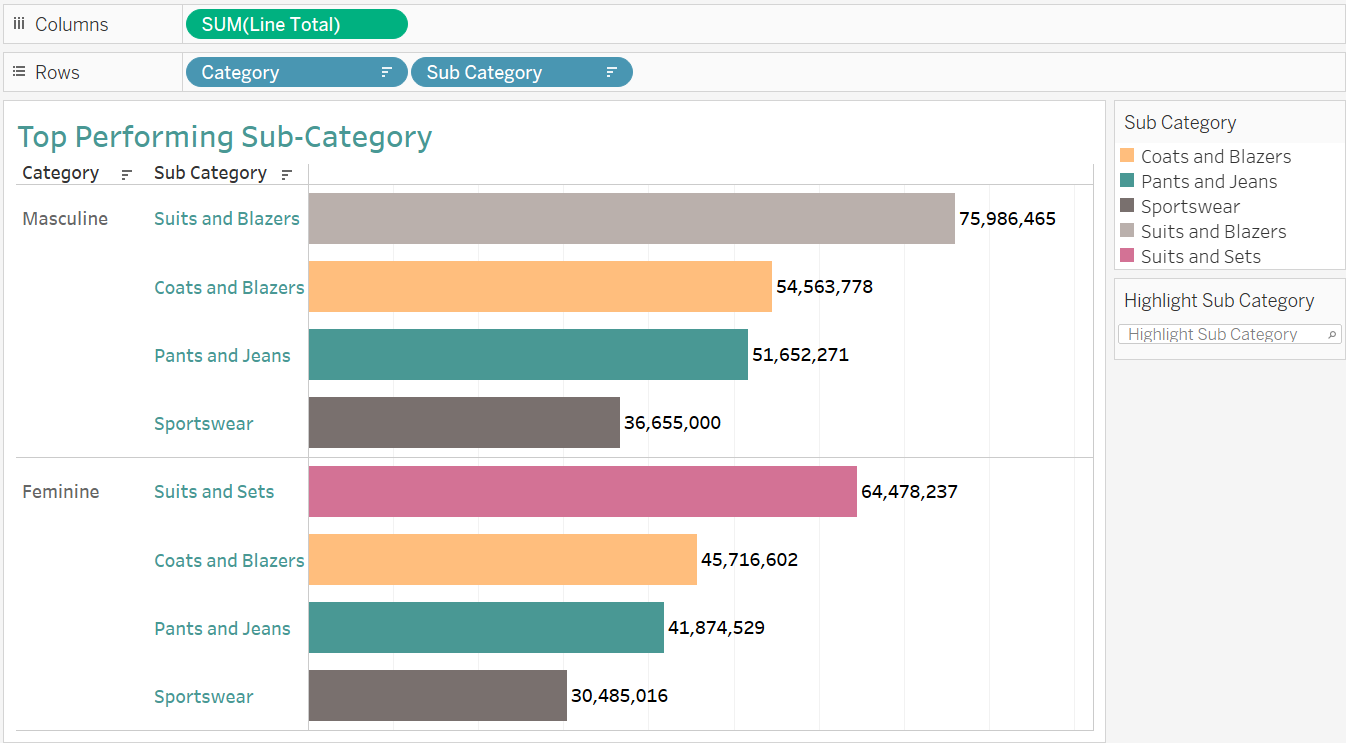 Columns SUM(Line Total)
Rows Category Sub Category
Top Performing Sub-Category
Category Sub Category
Masculine Suits and Blazers 75,986,465
Coats and Blazers 54,563,778
Pants and Jeans 51,652,271
Sportswear 36,655,000
Feminine Suits and Sets 64,478,237
Coats and Blazers 45,716,602
Pants and Jeans 41,874,529
Sportswear 30,485,016
Sub Category
Coats and Blazers
Pants and Jeans
Sportswear
Suits and Blazers
Suits and Sets
Highlight Sub Category
Highlight Sub Category